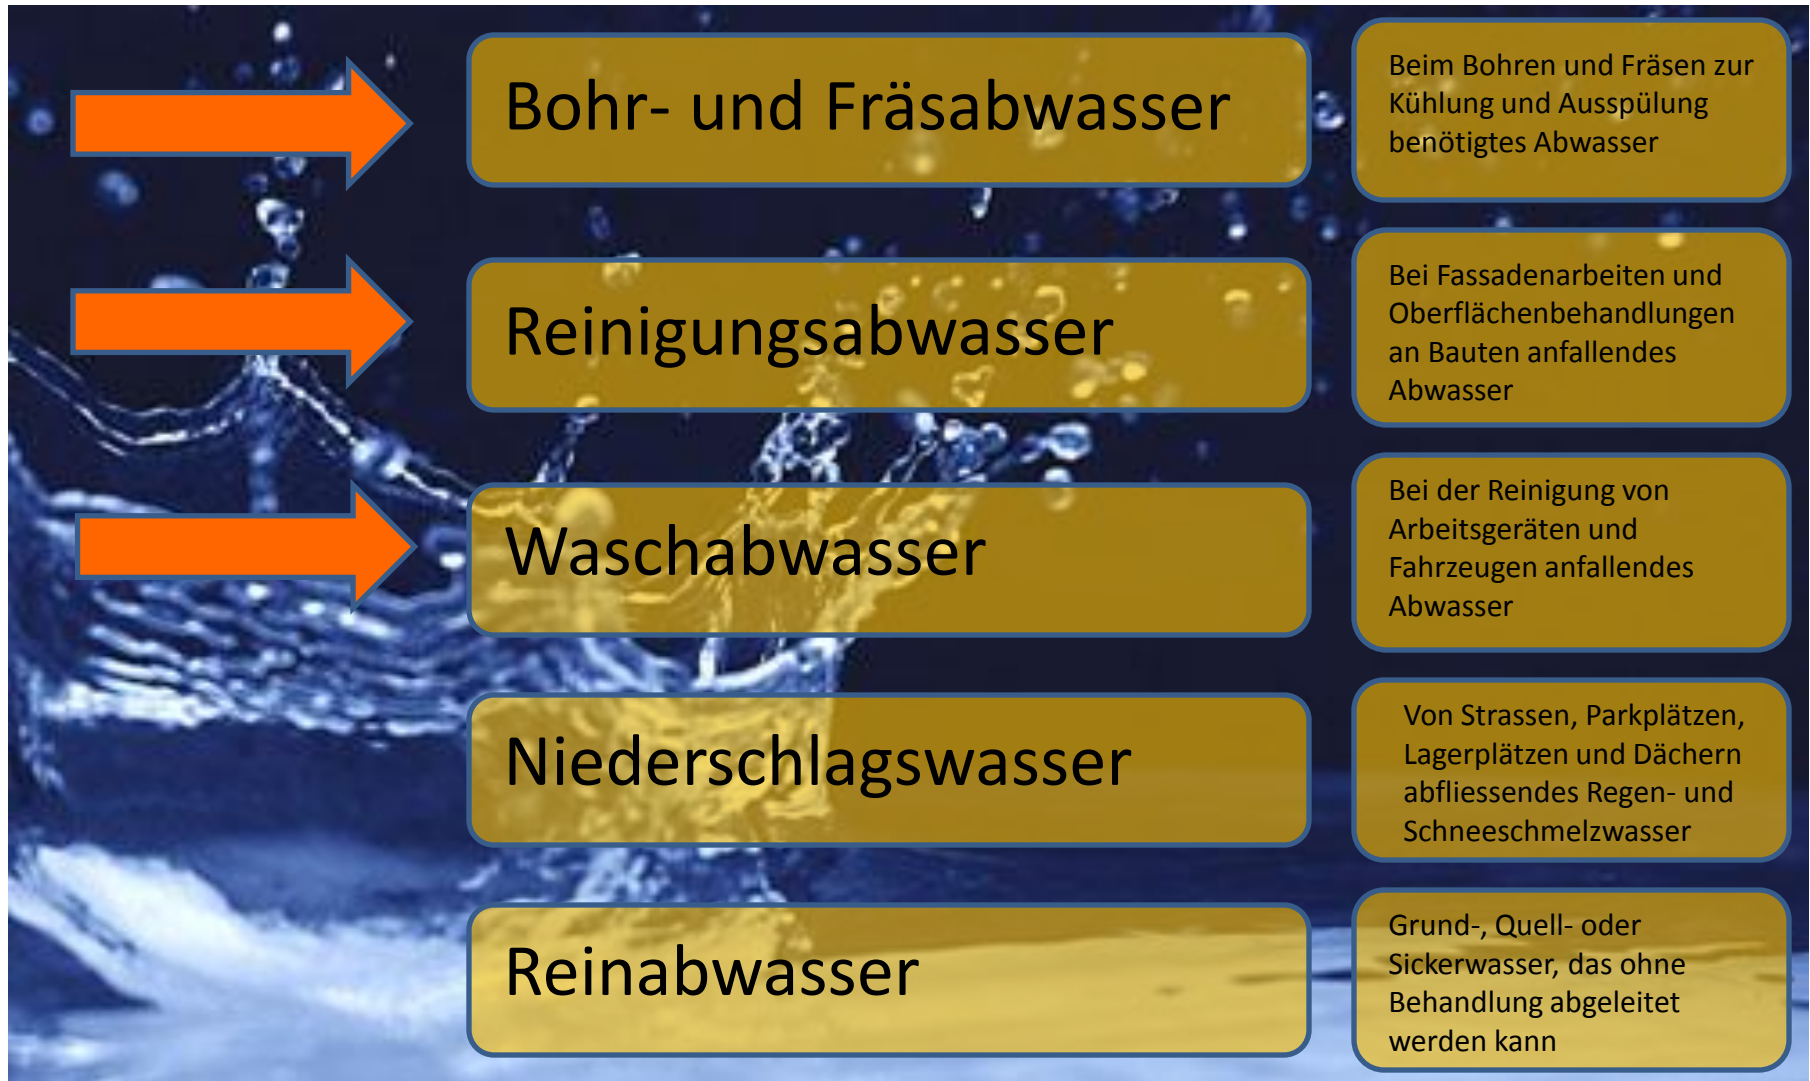 Bohr- und Fräsabwasser
Beim Bohren und Fräsen zur
Kühlung und Ausspülung
benötigtes Abwasser
Reinigungsabwasser
Bei Fassadenarbeiten und
Oberflächenbehandlungen
an Bauten anfallendes
Abwasser
Waschabwasser
Bei der Reinigung von
Arbeitsgeräten und
Fahrzeugen anfallendes
Abwasser
Niederschlagswasser
Von Strassen, Parkplätzen,
Lagerplätzen und Dächern
abfliessendes Regen- und
Schneeschmelzwasser
Reinabwasser
Grund-, Quell- oder
Sickerwasser, das ohne
Behandlung abgeleitet
werden kann